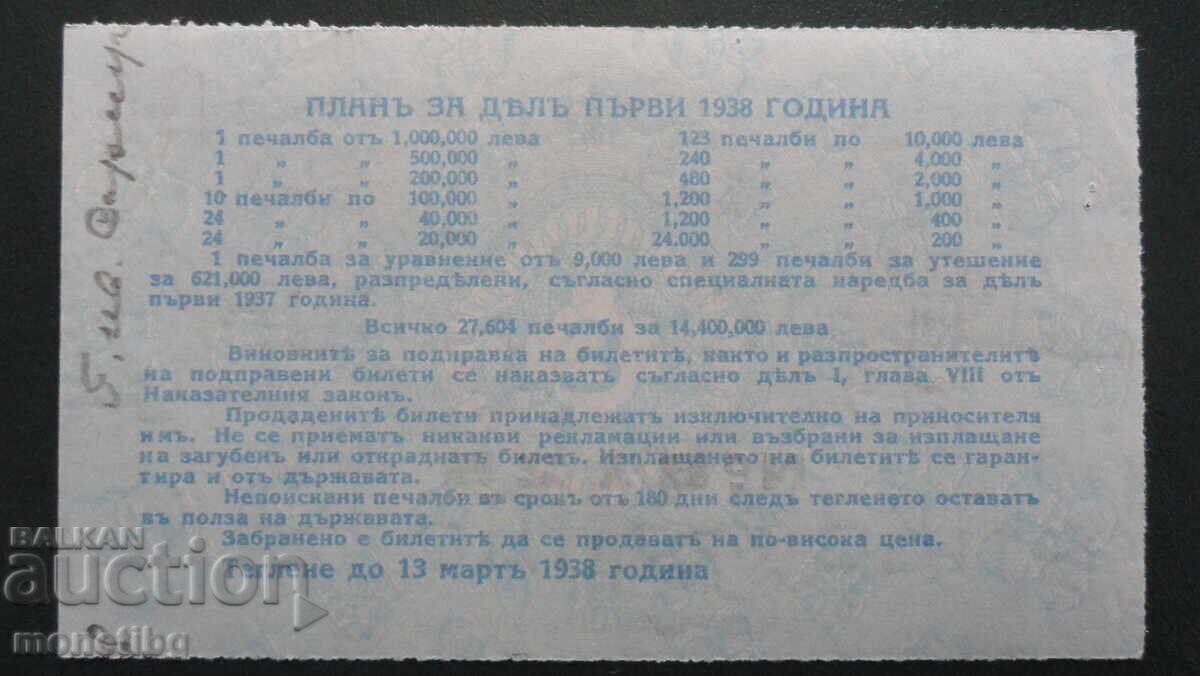 ПЛАНЪ ЗА ДѢЛЪ ПЪРВИ 1938 ГОДИНА
1 печалба отъ 1,000,000 лева 123 печалби по 10,000 лева
1 „ „ 500,000 „ 240 „ „ 4,000 „
1 „ „ 200,000 „ 480 „ „ 2,000 „
10 печалби по 100,000 „ 1,200 „ „ 1,000 „
24 „ „ 40,000 „ 1,200 „ „ 400 „
24 „ „ 20,000 „ 24.000 „ „ 200 „
1 печалба за уравнение отъ 9,000 лева и 299 печалби за утешение
за 621,000 лева, разпредѣлени, съгласно специалната наредба за дѣлъ
първи 1937 година.
Всичко 27,604 печалби за 14,400,000 лева
Виновнитѣ за подправка на билетитѣ, както и разпространителитѣ
на подправени билети се наказватъ съгласно дѣлъ I, глава VIII отъ
Наказателния законъ.
Продаденитѣ билети принадлежатъ изключително на приносителя
имъ. Не се приематъ никакви рекламации или възбрани за изплащане
на загубенъ или откраднатъ билетъ. Изплащането на билетитѣ се гаран-
тира и отъ държавата.
Непоискани печалби въ срокъ отъ 180 дни следъ тегленето оставатъ
въ полза на държавата.
Забранено е билетитѣ да се продаватъ на по-висока цена.
Теглене до 13 мартъ 1938 година
BALKAN
auction
monetibg